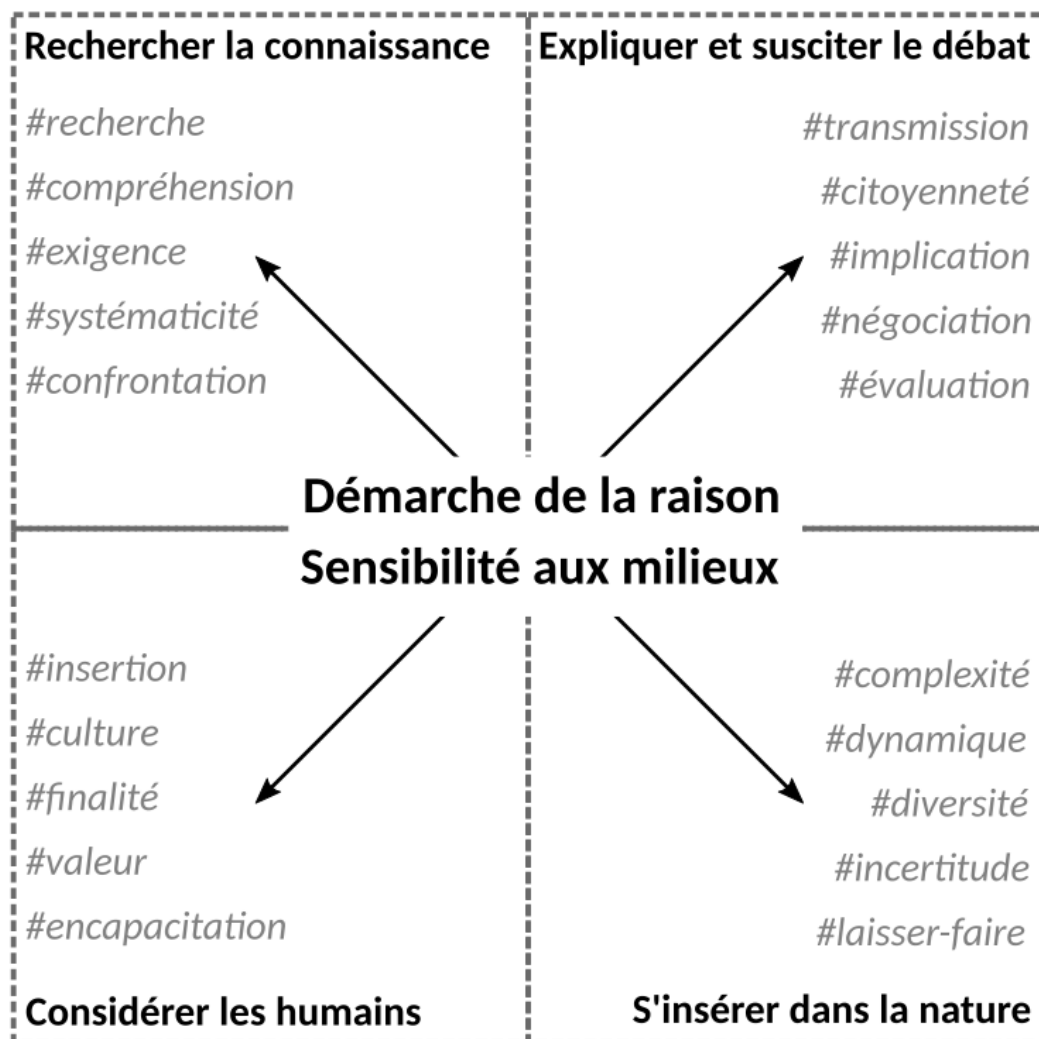 Rechercher la connaissance
#recherche
#compréhension
#exigence
#systématicité
#confrontation
Expliquer et susciter le débat
#transmission
#citoyenneté
#implication
#négociation
#évaluation
Démarche de la raison
Sensibilité aux milieux
#insertion
#culture
#finalité
#valeur
#encapacitation
Considérer les humains
#complexité
#dynamique
#diversité
#incertitude
#laisser-faire
S'insérer dans la nature